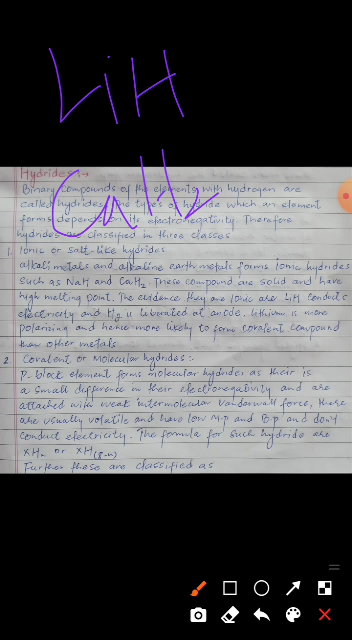 LiH
CaH2
Hydrides :-
Binary compounds of the elements with hydrogen are
called hydrides. The types of hydride which an element
forms depends on its electronegativity. Therefore
hydrides are classified in three classes
1. Ionic or salt-like hydrides
alkali metals and alkaline earth metals forms ionic hydrides
such as NaH and CaH2. These compound are solid and have
high melting point. The evidence they are ionic are LiH conducts
electricity and H2 is liberated at anode. Lithium is more
polarizing and hence more likely to form covalent compound
than other metals.
2. Covalent or Molecular hydrides :-
P-block element forms molecular hydrides as their is
a small difference in their electronegativity and are
attached with weak intermolecular vanderwall force, these
are usually volatile and have low M.p and B.p and don't
conduct electricity. The formula for such hydride are
XHn or XH(8-n)
Further these are classified as